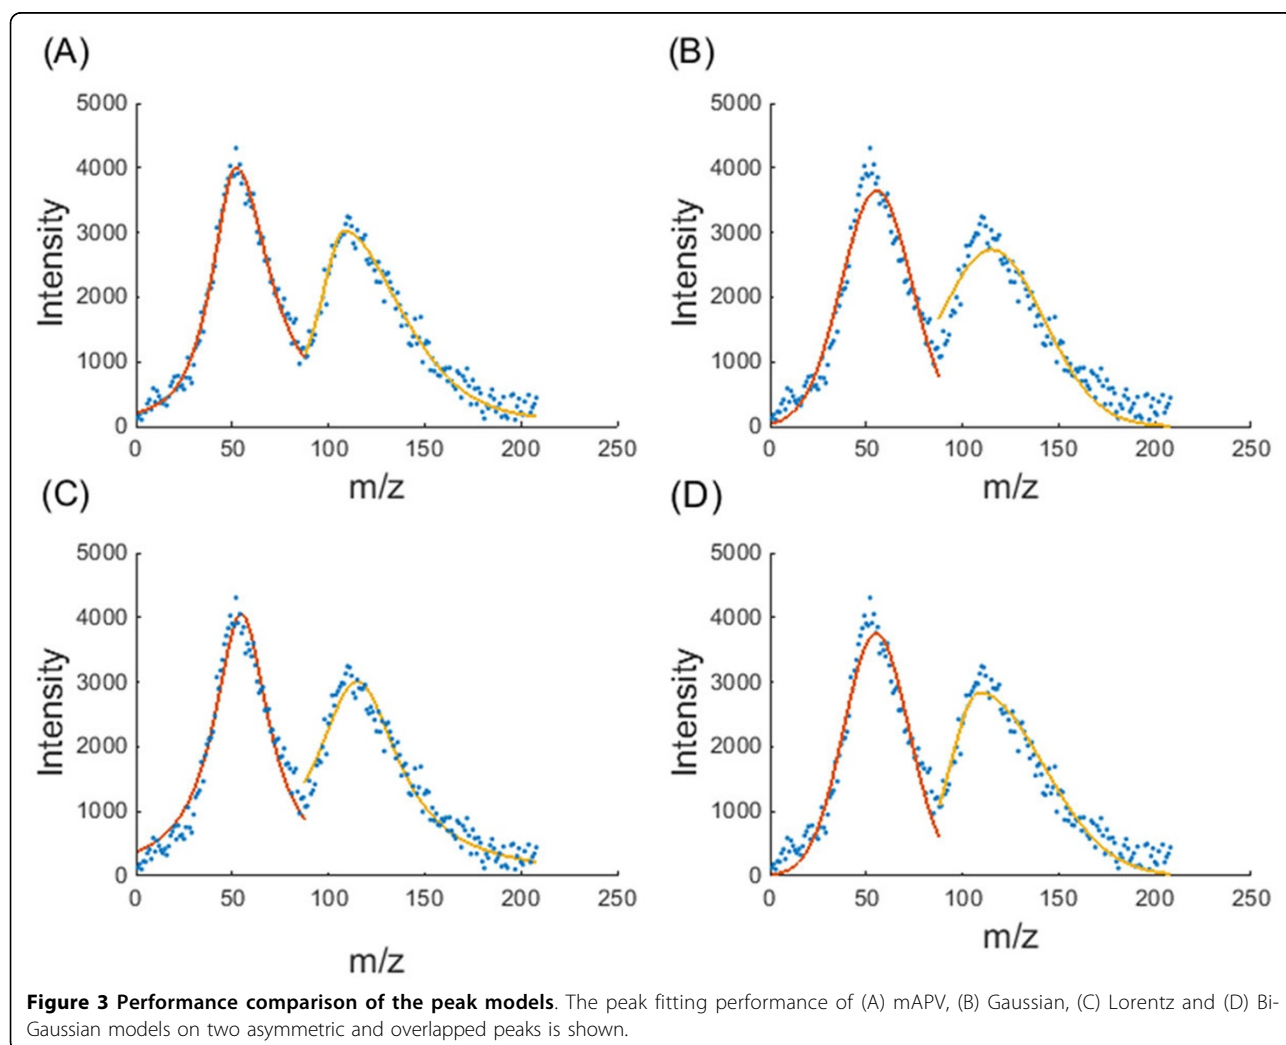 (A)
5000
4000
3000
2000
1000
0
Intensity
0 50 100 150 200 250
m/z
(B)
5000
4000
3000
2000
1000
0
Intensity
0 50 100 150 200 250
m/z
(C)
5000
4000
3000
2000
1000
0
Intensity
0 50 100 150 200 250
m/z
(D)
5000
4000
3000
2000
1000
0
Intensity
0 50 100 150 200 250
m/z
Figure 3 Performance comparison of the peak models. The peak fitting performance of (A) mAPV, (B) Gaussian, (C) Lorentz and (D) Bi-
Gaussian models on two asymmetric and overlapped peaks is shown.